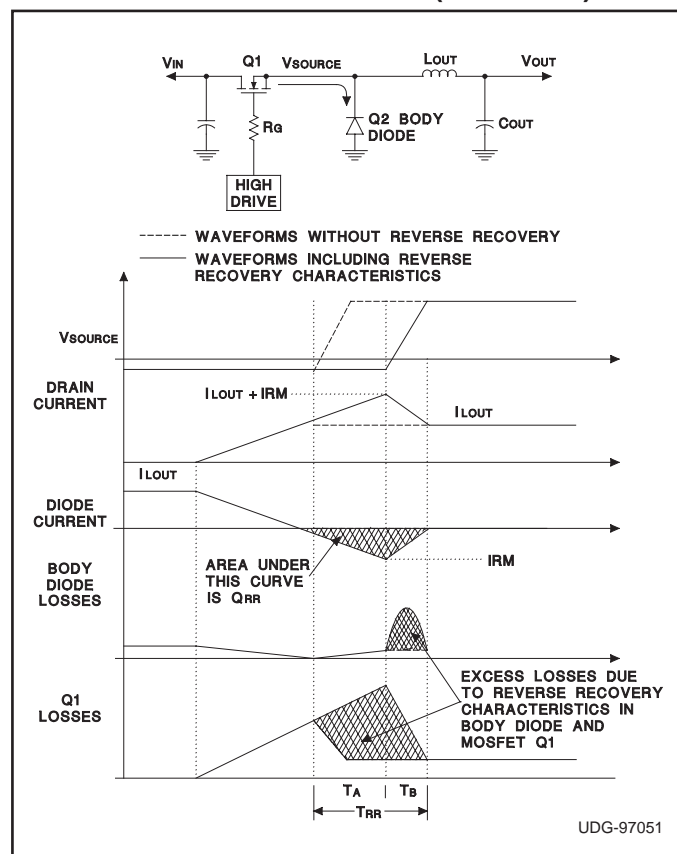 VIN
Q1
VSOURCE
LOUT
VOUT
RG
Q2 BODY
DIODE
COUT
HIGH
DRIVE
WAVEFORMS WITHOUT REVERSE RECOVERY
WAVEFORMS INCLUDING REVERSE
RECOVERY CHARACTERISTICS
VSOURCE
DRAIN
CURRENT
ILOUT + IRM
ILOUT
ILOUT
DIODE
CURRENT
AREA UNDER
THIS CURVE
IS QRR
IRM
BODY
DIODE
LOSSES
EXCESS LOSSES DUE
TO REVERSE RECOVERY
CHARACTERISTICS IN
BODY DIODE AND
MOSFET Q1
Q1
LOSSES
TA
TB
TRR
UDG-97051